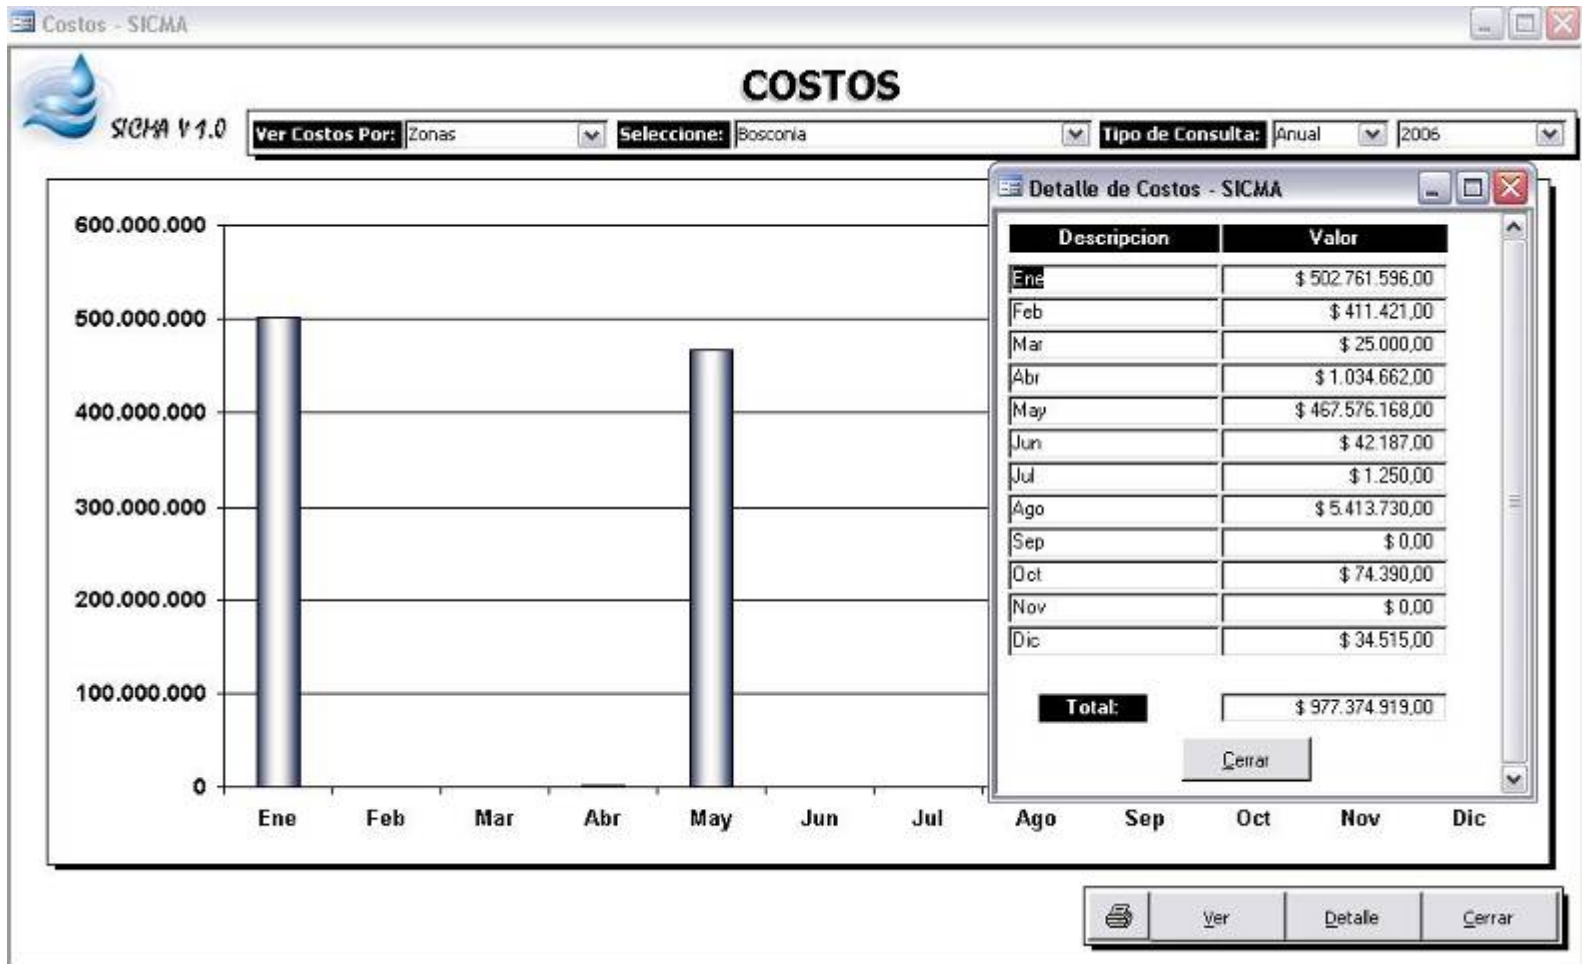 Costos - SICMA
COSTOS
SICMA V 1.0
Ver Costos Por: Zonas Seleccione: Bosconia Tipo de Consulta: Anual 2006
Detalle de Costos - SICMA
Descripcion Valor
Ene $ 502.761.596,00
Feb $ 411.421,00
Mar $ 25.000,00
Abr $ 1.034.662,00
May $ 467.576.168,00
Jun $ 42.187,00
Jul $ 1.250,00
Ago $ 5.413.730,00
Sep $ 0,00
Oct $ 74.390,00
Nov $ 0,00
Dic $ 34.515,00
Total: $ 977.374.919,00
Cerrar
600.000.000
500.000.000
400.000.000
300.000.000
200.000.000
100.000.000
0
Ene Feb Mar Abr May Jun Jul Ago Sep Oct Nov Dic
Ver Detalle Cerrar